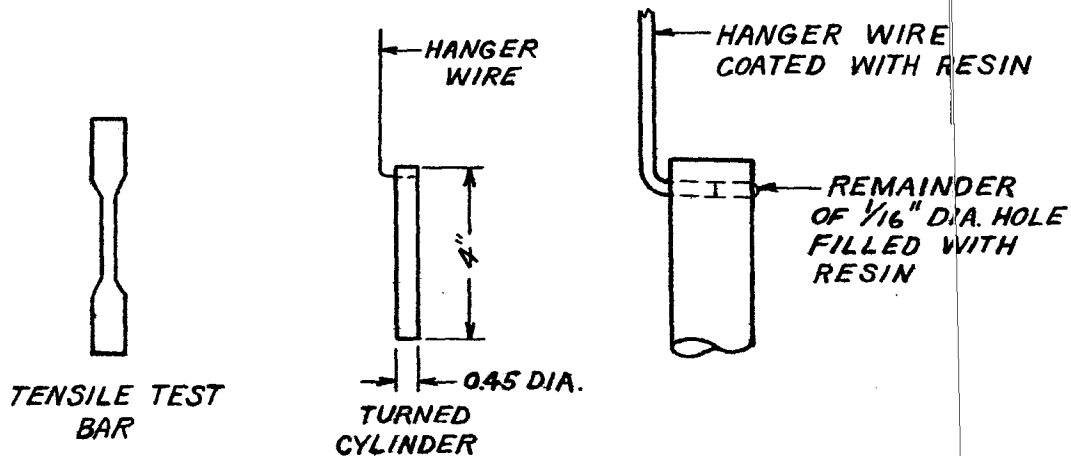 TENSILE TEST
BAR
HANGER
WIRE
4"
0.45 DIA.
TURNED
CYLINDER
HANGER WIRE
COATED WITH RESIN
REMAINDER
OF 1/16" DIA. HOLE
FILLED WITH
RESIN